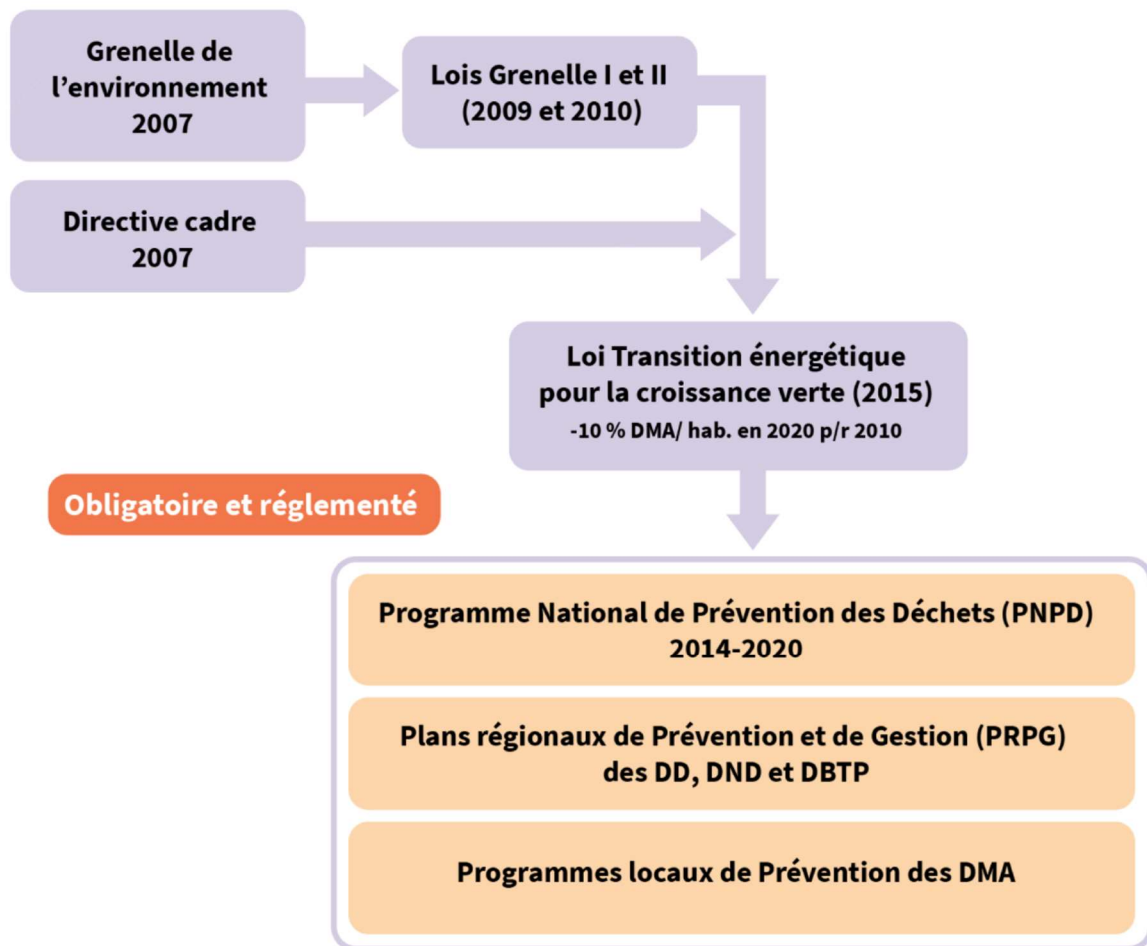 Grenelle de
l’environnement
2007
Lois Grenelle I et II
(2009 et 2010)
Directive cadre
2007
Loi Transition énergétique
pour la croissance verte (2015)
-10 % DMA/ hab. en 2020 p/r 2010
Obligatoire et réglementé
Programme National de Prévention des Déchets (PNPD)
2014-2020
Plans régionaux de Prévention et de Gestion (PRPG)
des DD, DND et DBTP
Programmes locaux de Prévention des DMA